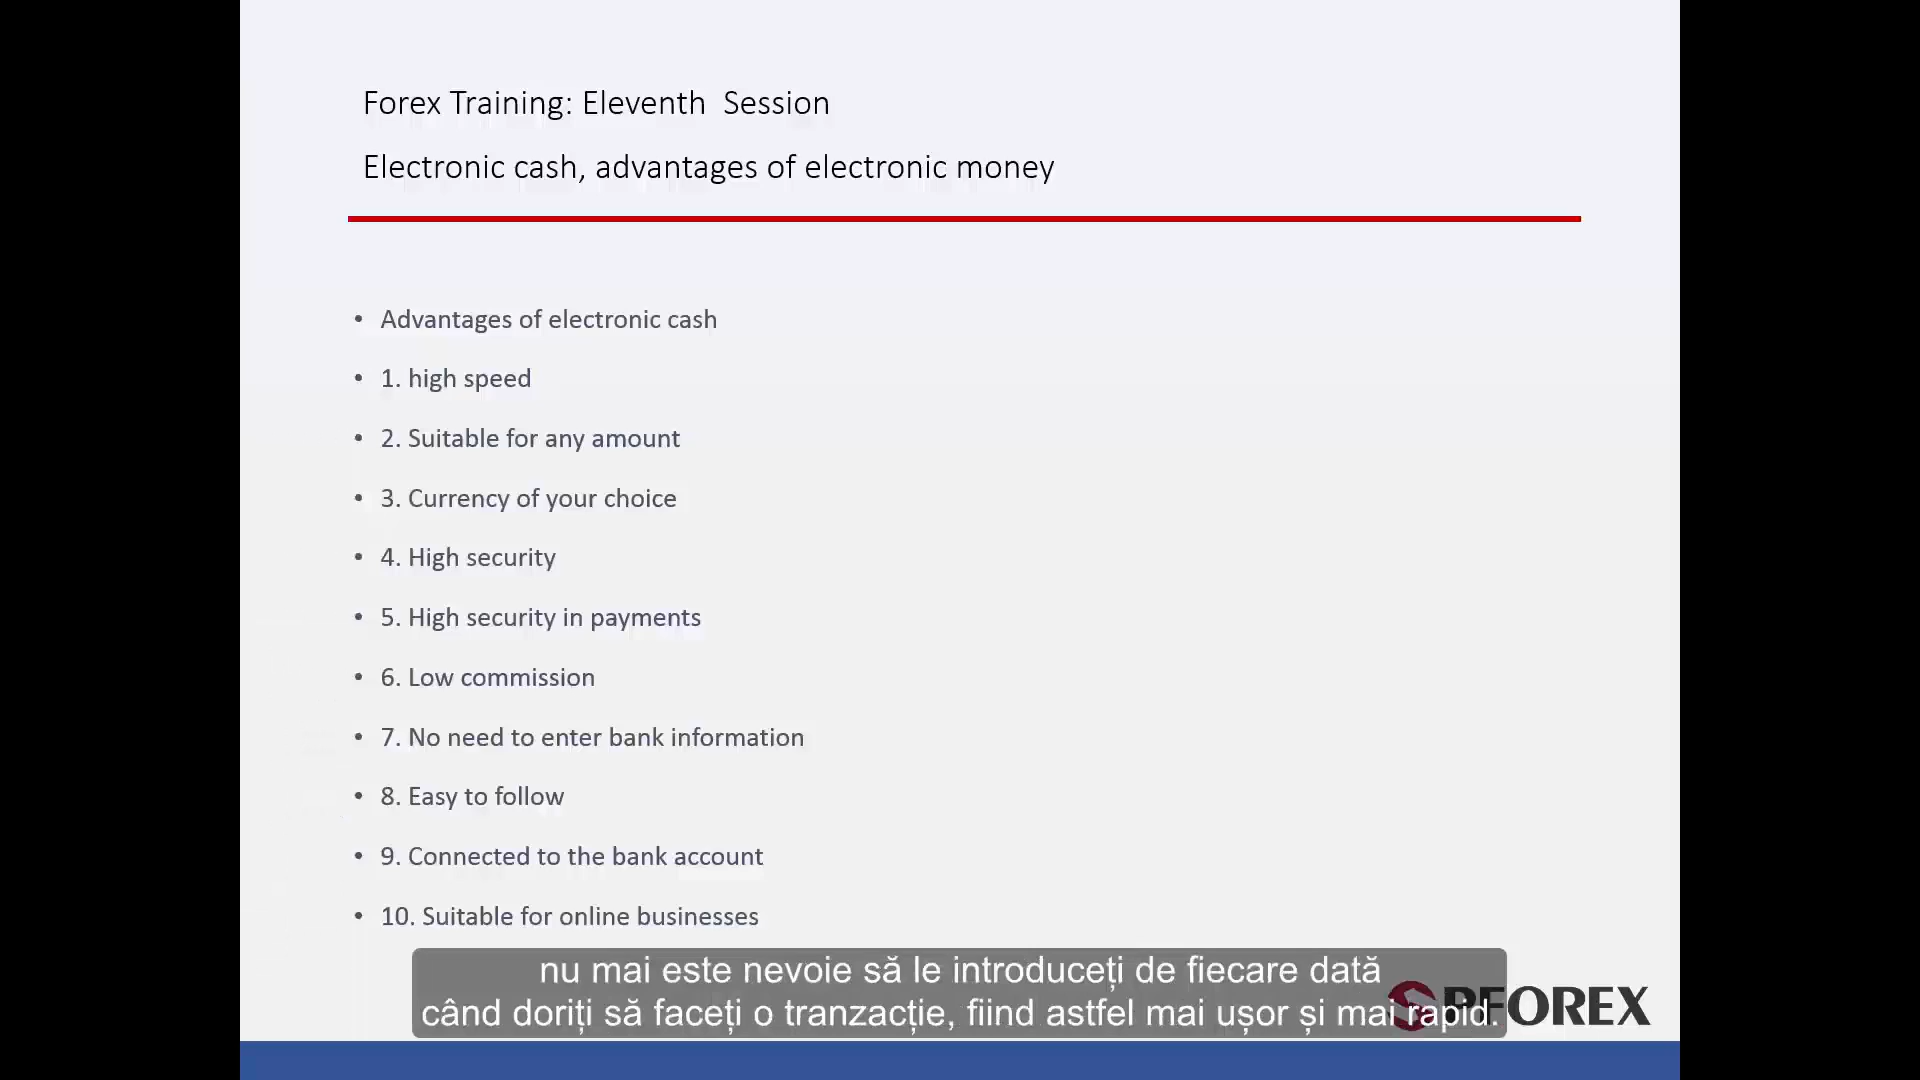 Forex Training: Eleventh Session
Electronic cash, advantages of electronic money
• Advantages of electronic cash
• 1. high speed
• 2. Suitable for any amount
• 3. Currency of your choice
• 4. High security
• 5. High security in payments
• 6. Low commission
• 7. No need to enter bank information
• 8. Easy to follow
• 9. Connected to the bank account
• 10. Suitable for online businesses
nu mai este nevoie să le introduceți de fiecare dată
când doriți să faceți o tranzacție, fiind astfel mai ușor și mai rapid.
PFOREX